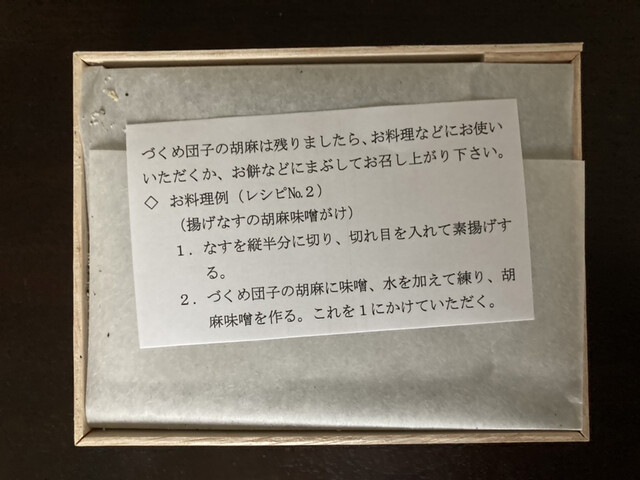 づくめ団子の胡麻は残りましたら、お料理などにお使い
いただくか、お餅などにまぶしてお召し上がり下さい。
◇ お料理例（レシピ№２）
（揚げなすの胡麻味噌がけ）
１．なすを縦半分に切り、切れ目を入れて素揚げす
る。
２．づくめ団子の胡麻に味噌、水を加えて練り、胡
麻味噌を作る。これを１にかけていただく。